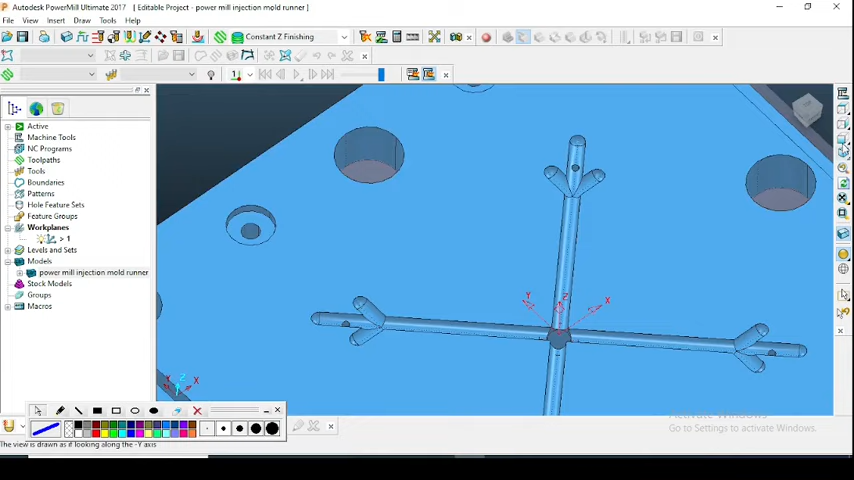 Autodesk PowerMill Ultimate 2017 - [ Editable Project - power mill injection mold runner ]
File View Insert Draw Tools Help
Constant Z Finishing
1
Active
Machine Tools
NC Programs
Toolpaths
Tools
Boundaries
Patterns
Hole Feature Sets
Feature Groups
Workplanes
> 1
Levels and Sets
Models
power mill injection mold runner
Stock Models
Groups
Macros
Y Z X
Y Z X
Activate Windows
Go to Settings to activate Windows.
The view is drawn as if looking along the -Y axis